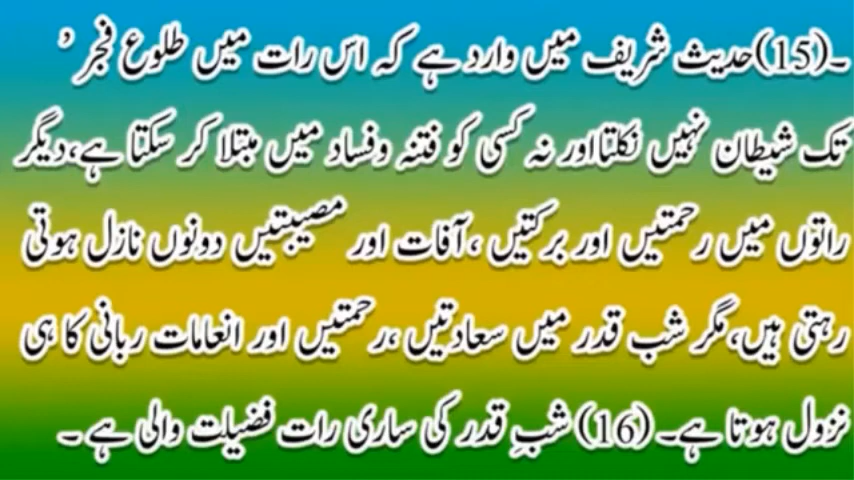 ۔(15)حدیث شریف میں وارد ہے کہ اس رات میں طلوع فجر ’
تک شیطان نہیں نکلتا اور نہ کسی کو فتنہ وفساد میں مبتلا کر سکتا ہے، دیگر
راتوں میں رحمتیں اور برکتیں ، آفات اور مصیبتیں دونوں نازل ہوتی
رہتی ہیں، مگر شب قدر میں سعادتیں ، رحمتیں اور انعامات ربانی کا ہی
نزول ہوتا ہے۔ (16) شبِ قدر کی ساری رات فضیلت والی ہے ۔